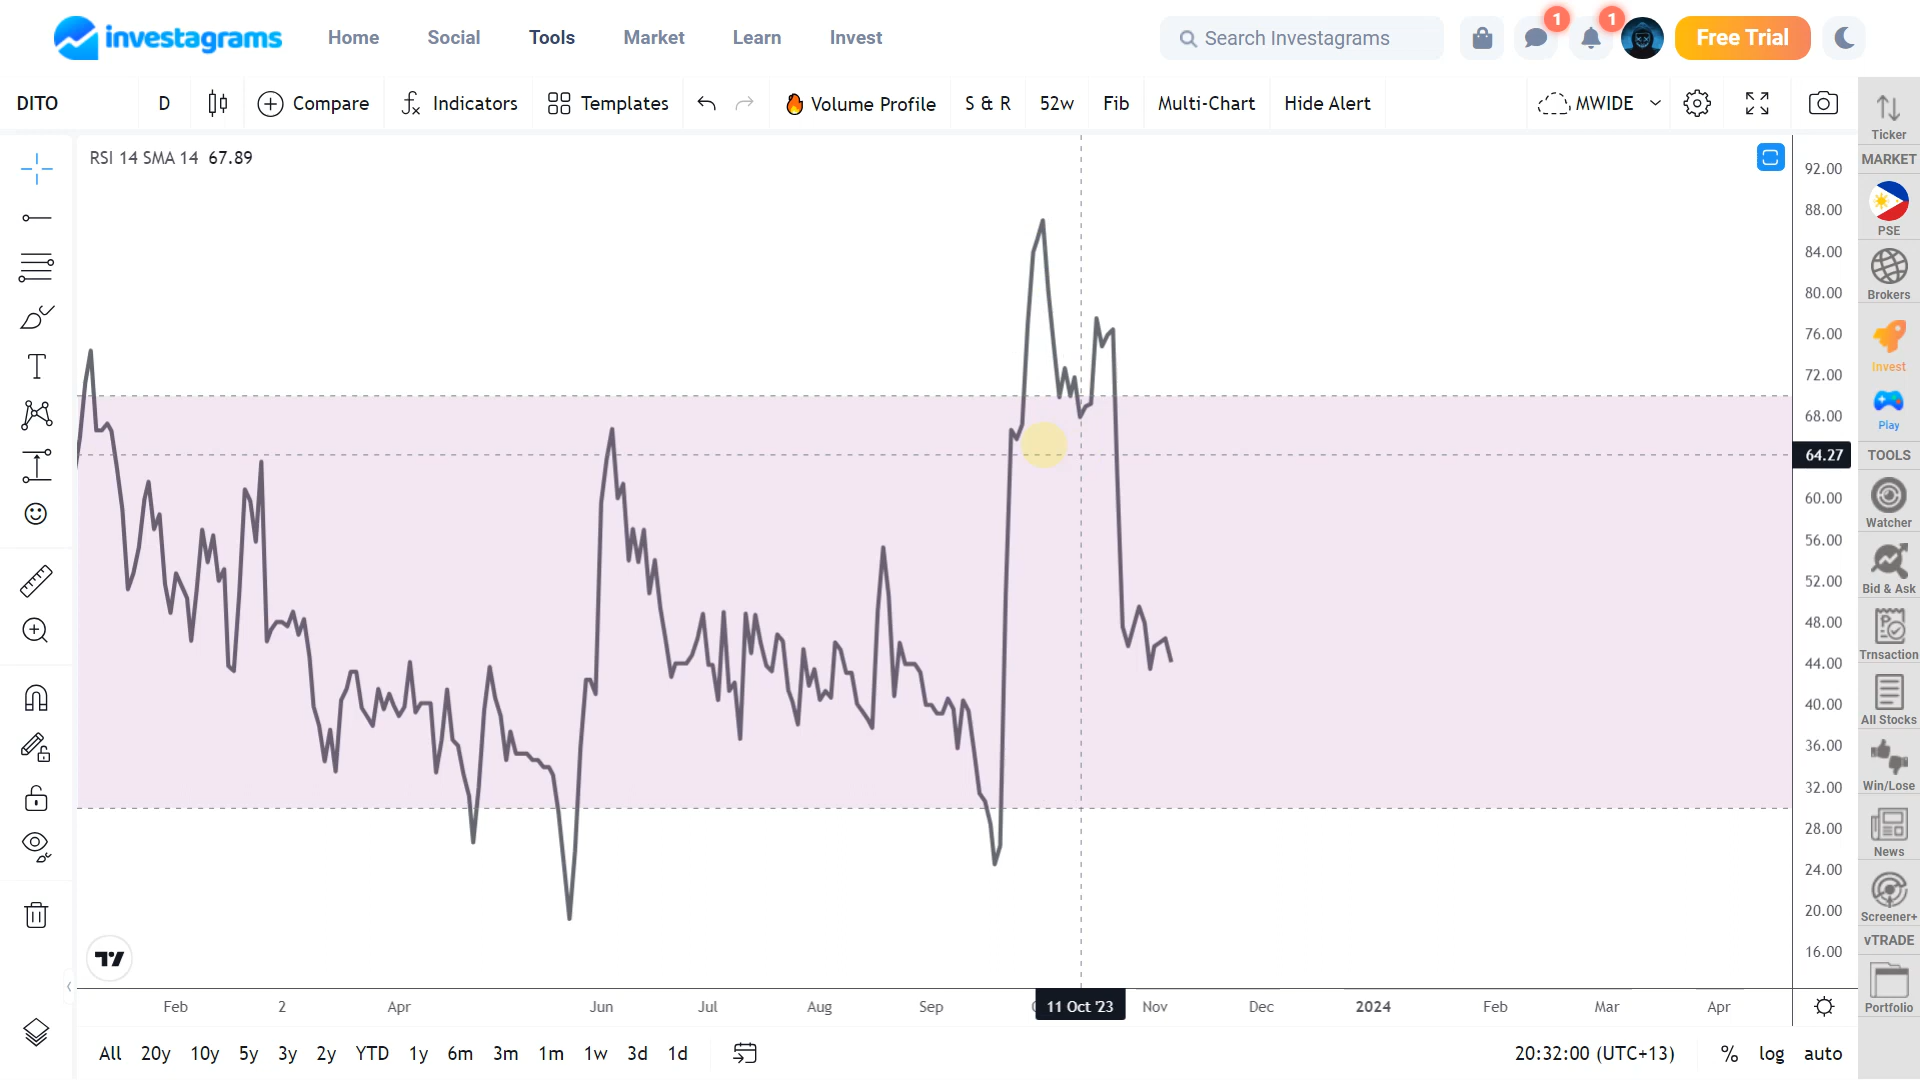 investagrams
Home
Social
Tools
Market
Learn
Invest
Search Investagrams
1
1
Free Trial
DITO
D
Compare
Indicators
Templates
Volume Profile
S & R
52w
Fib
Multi-Chart
Hide Alert
MWIDE
RSI 14 SMA 14 67.89
92.00
88.00
84.00
80.00
76.00
72.00
68.00
64.27
60.00
56.00
52.00
48.00
44.00
40.00
36.00
32.00
28.00
24.00
20.00
16.00
Ticker
MARKET
PSE
Brokers
Invest
Play
TOOLS
Watcher
Bid & Ask
Trnsaction
All Stocks
Win/Lose
News
Screener+
vTRADE
Portfolio
Feb
2
Apr
Jun
Jul
Aug
Sep
11 Oct '23
Nov
Dec
2024
Feb
Mar
Apr
All
20y
10y
5y
3y
2y
YTD
1y
6m
3m
1m
1w
3d
1d
20:32:00 (UTC+13)
%
log
auto